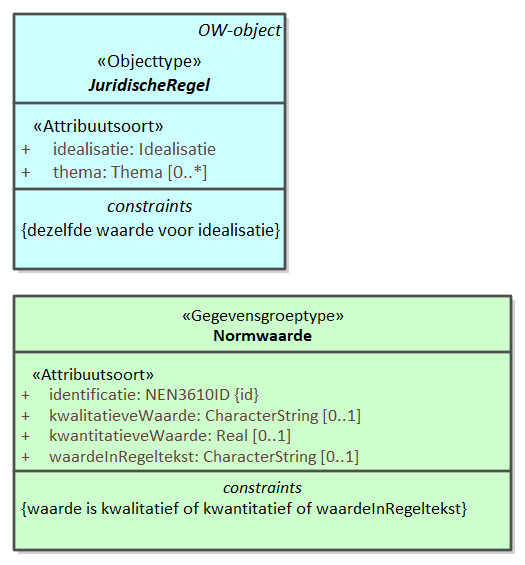 OW-object
«Objecttype»
JuridischeRegel
«Attribuutsoort»
+ idealisatie: Idealisatie
+ thema: Thema [0..*]
constraints
{dezelfde waarde voor idealisatie}
«Gegevensgroeptype»
Normwaarde
«Attribuutsoort»
+ identificatie: NEN3610ID {id}
+ kwalitatieveWaarde: CharacterString [0..1]
+ kwantitatieveWaarde: Real [0..1]
+ waardeInRegeltekst: CharacterString [0..1]
constraints
{waarde is kwalitatief of kwantitatief of waardeInRegeltekst}